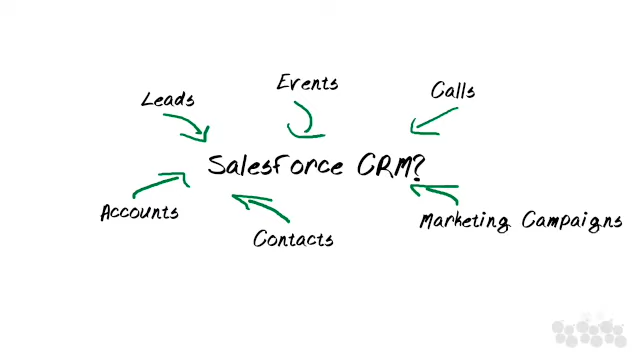 Events
Calls
Leads
Salesforce CRM?
Accounts
Contacts
Marketing Campaigns